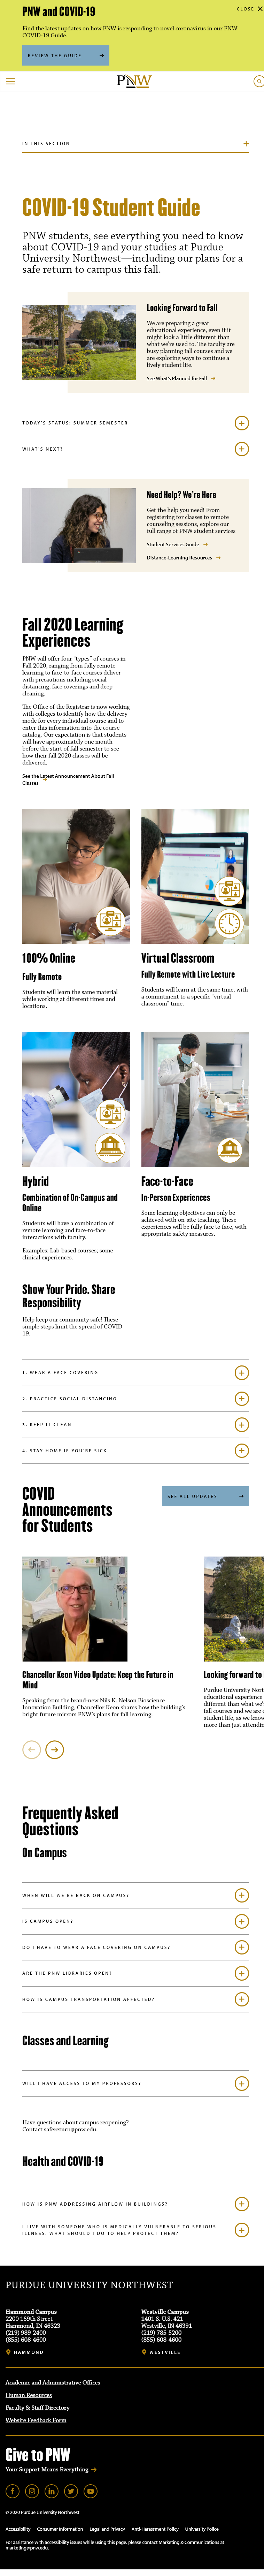 PNW and COVID-19
CLOSE
Find the latest updates on how PNW is responding to novel coronavirus in our PNW
COVID-19 Guide.
REVIEW THE GUIDE
PNW
IN THIS SECTION
COVID-19 Student Guide
PNW students, see everything you need to know
about COVID-19 and your studies at Purdue
University Northwest—including our plans for a
safe return to campus this fall.
Looking Forward to Fall
We are preparing a great
educational experience, even if it
might look a little different than
what we're used to. The faculty are
busy planning fall courses and we
are exploring ways to continue a
lively student life.
See What's Planned for Fall
TODAY'S STATUS: SUMMER SEMESTER
WHAT'S NEXT?
Need Help? We're Here
Get the help you need! From
registering for classes to remote
counseling sessions, explore our
full range of PNW student services
Student Services Guide
Distance-Learning Resources
Fall 2020 Learning
Experiences
PNW will offer four "types" of courses in
Fall 2020, ranging from fully remote
learning to face-to-face courses deliver
with precautions including social
distancing, face coverings and deep
cleaning.
The Office of the Registrar is now working
with colleges to identify how the delivery
mode for every individual course and to
enter this information into the course
catalog. Our expectation is that students
will have approximately one month
before the start of fall semester to see
how their fall 2020 classes will be
delivered.
See the Latest Announcement About Fall
Classes
100% Online
Fully Remote
Students will learn the same material
while working at different times and
locations.
Virtual Classroom
Fully Remote with Live Lecture
Students will learn at the same time, with
a commitment to a specific "virtual
classroom" time.
Hybrid
Combination of On-Campus and
Online
Students will have a combination of
remote learning and face-to-face
interactions with faculty.
Examples: Lab-based courses; some
clinical experiences.
Face-to-Face
In-Person Experiences
Some learning objectives can only be
achieved with on-site teaching. These
experiences will be fully face-to-face, with
appropriate safety measures.
Show Your Pride. Share
Responsibility
Help keep our community safe! These
simple steps limit the spread of COVID-
19.
1. WEAR A FACE COVERING
2. PRACTICE SOCIAL DISTANCING
3. KEEP IT CLEAN
4. STAY HOME IF YOU'RE SICK
COVID
Announcements
for Students
SEE ALL UPDATES
Chancellor Keon Video Update: Keep the Future in
Mind
Speaking from the brand-new Nils K. Nelson Bioscience
Innovation Building, Chancellor Keon shares how the building's
bright future mirrors PNW's plans for fall learning.
Looking forward to
Purdue University Nort
educational experience
different than what we'
fall courses and we are
student life, as we know
more than just attendin
Frequently Asked
Questions
On Campus
WHEN WILL WE BE BACK ON CAMPUS?
IS CAMPUS OPEN?
DO I HAVE TO WEAR A FACE COVERING ON CAMPUS?
ARE THE PNW LIBRARIES OPEN?
HOW IS CAMPUS TRANSPORTATION AFFECTED?
Classes and Learning
WILL I HAVE ACCESS TO MY PROFESSORS?
Have questions about campus reopening?
Contact safereturn@pnw.edu.
Health and COVID-19
HOW IS PNW ADDRESSING AIRFLOW IN BUILDINGS?
I LIVE WITH SOMEONE WHO IS MEDICALLY VULNERABLE TO SERIOUS
ILLNESS. WHAT SHOULD I DO TO HELP PROTECT THEM?
PURDUE UNIVERSITY NORTHWEST
Hammond Campus
2200 169th Street
Hammond, IN 46323
(219) 989-2400
(855) 608-4600
HAMMOND
Westville Campus
1401 S, U.S. 421
Westville, IN 46391
(219) 785-5200
(855) 608-4600
WESTVILLE
Academic and Administrative Offices
Human Resources
Faculty & Staff Directory
Website Feedback Form
Give to PNW
Your Support Means Everything
© 2020 Purdue University Northwest
Accessibility Consumer Information Legal and Privacy Anti-Harassment Policy University Police
For assistance with accessibility issues while using this page, please contact Marketing & Communications at
marketing@pnw.edu.